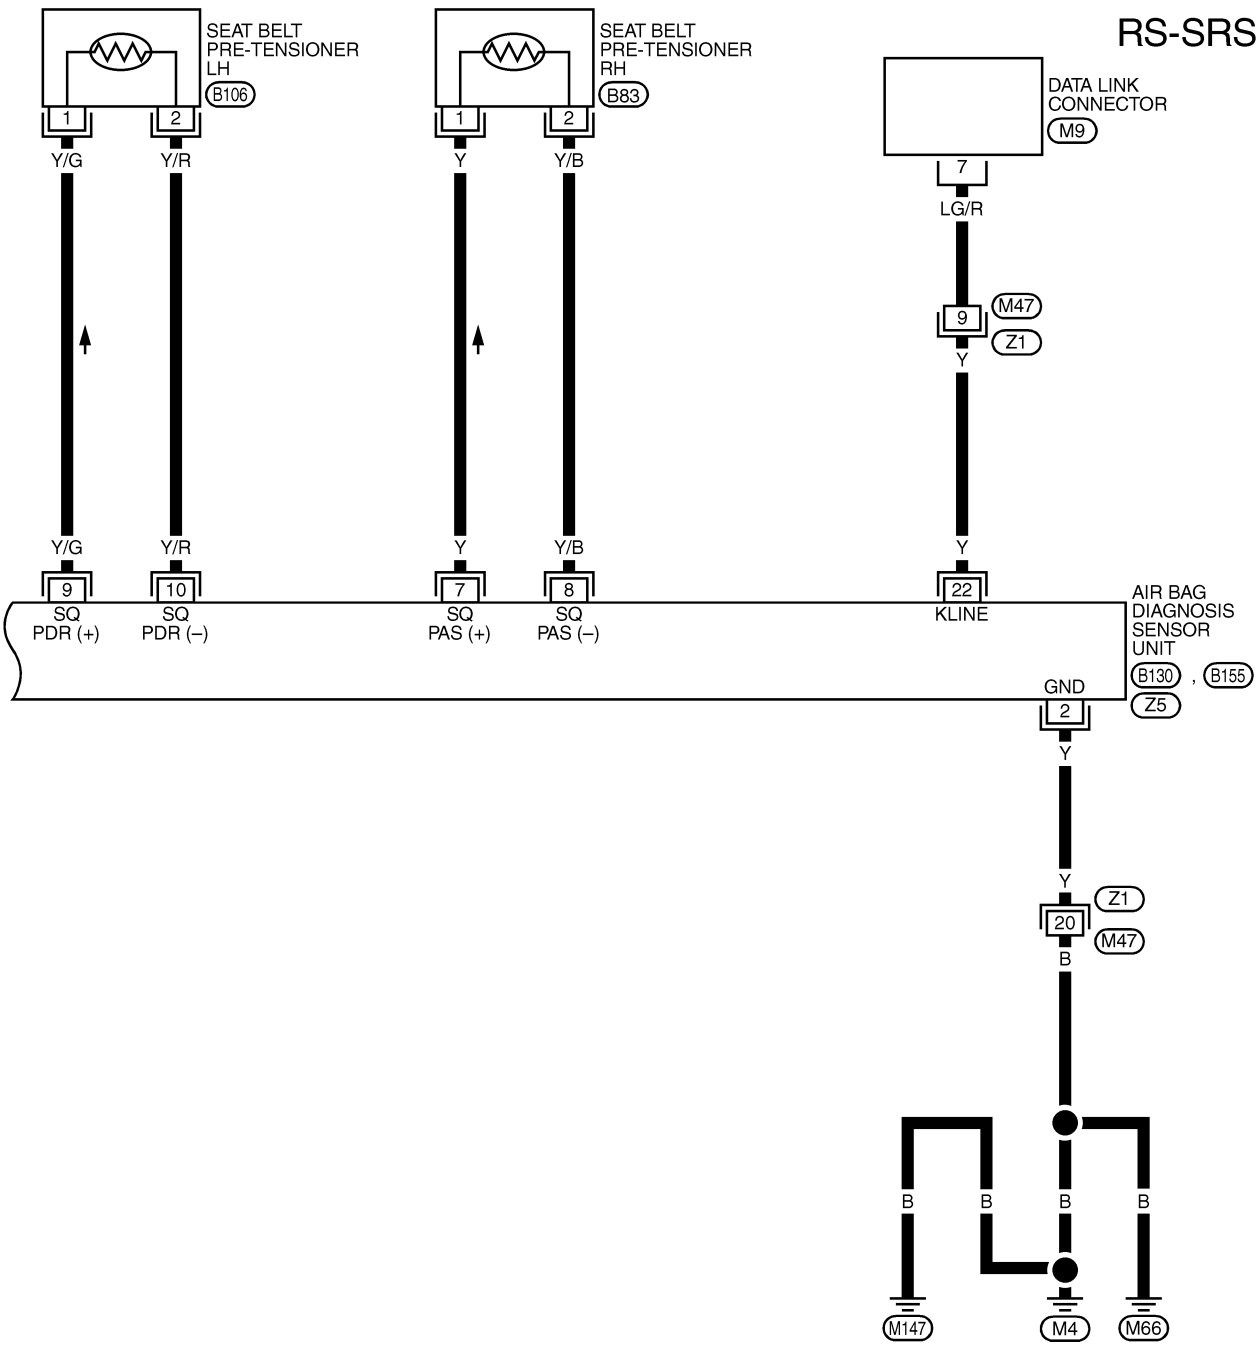 RS-SRS
SEAT BELT
PRE-TENSIONER
LH
B106
SEAT BELT
PRE-TENSIONER
RH
B83
DATA LINK
CONNECTOR
M9
1
2
1
2
7
Y/G
Y/R
Y
Y/B
LG/R
9
M47
Z1
Y
Y/G
Y/R
Y
Y/B
Y
9
10
7
8
22
SQ
PDR (+)
SQ
PDR (–)
SQ
PAS (+)
SQ
PAS (–)
KLINE
AIR BAG
DIAGNOSIS
SENSOR
UNIT
B130 , B155
Z5
GND
2
Y
Y
Z1
20
M47
B
B
B
B
B
M147
M4
M66